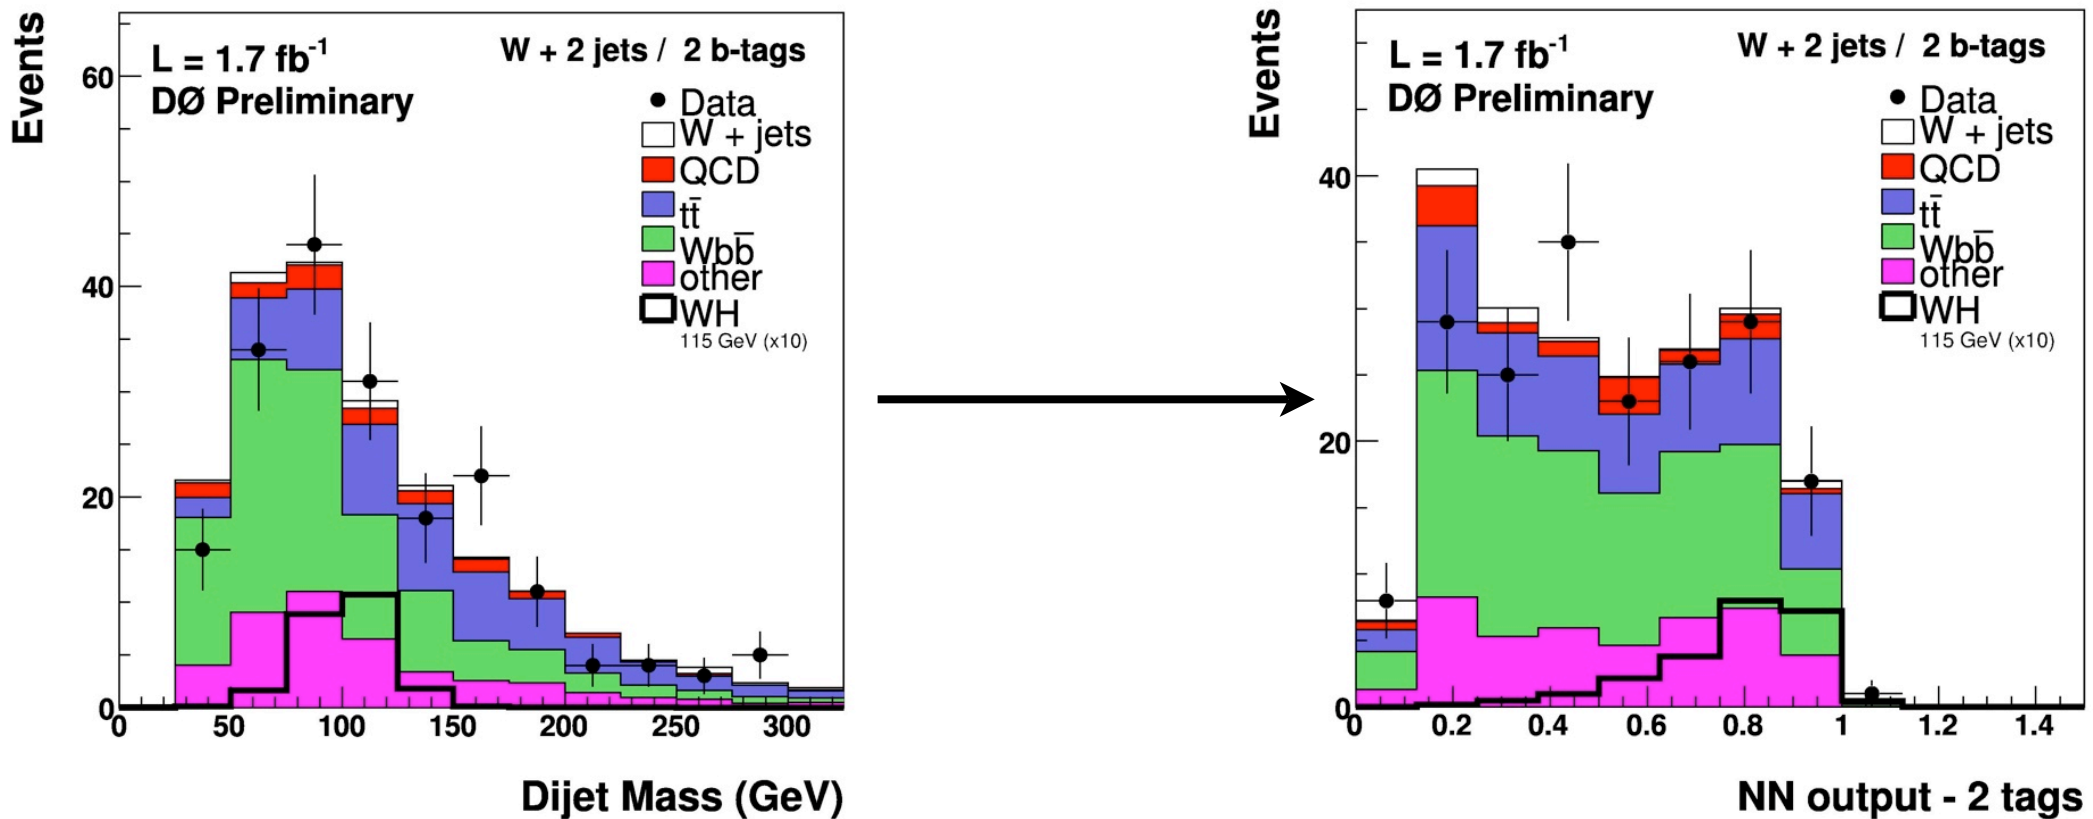 Events
L = 1.7 fb⁻¹
DØ Preliminary
W + 2 jets / 2 b-tags
Data
W + jets
QCD
tt̄
Wbb̄
other
WH
115 GeV (x10)
60
40
20
0
0 50 100 150 200 250 300
Dijet Mass (GeV)
Events
L = 1.7 fb⁻¹
DØ Preliminary
W + 2 jets / 2 b-tags
Data
W + jets
QCD
tt̄
Wbb̄
other
WH
115 GeV (x10)
40
20
0
0 0.2 0.4 0.6 0.8 1 1.2 1.4
NN output - 2 tags